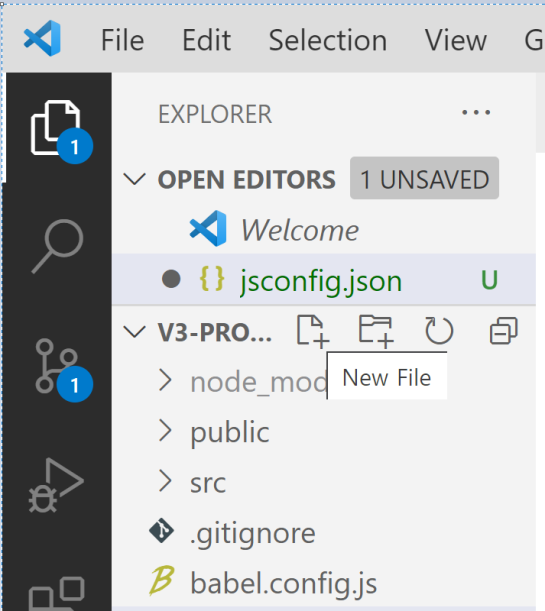 File Edit Selection View G
EXPLORER ...
1
OPEN EDITORS 1 UNSAVED
Welcome
{} jsconfig.json U
V3-PRO...
New File
node_mod
1
public
src
.gitignore
babel.config.js